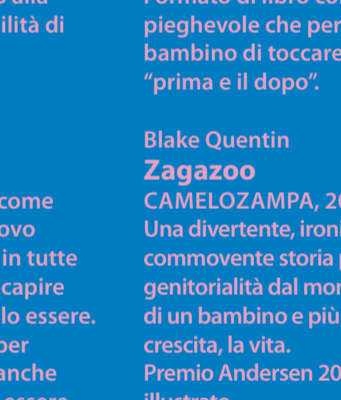 ilità di
come
ovo
in tutte
capire
lo essere.
per
anche
pieghevole che per
bambino di toccare
“prima e il dopo”.
Blake Quentin
Zagazoo
CAMELOZAMPA, 20
Una divertente, ironi
commovente storia
genitorialità dal mor
di un bambino e più
crescita, la vita.
Premio Andersen 20